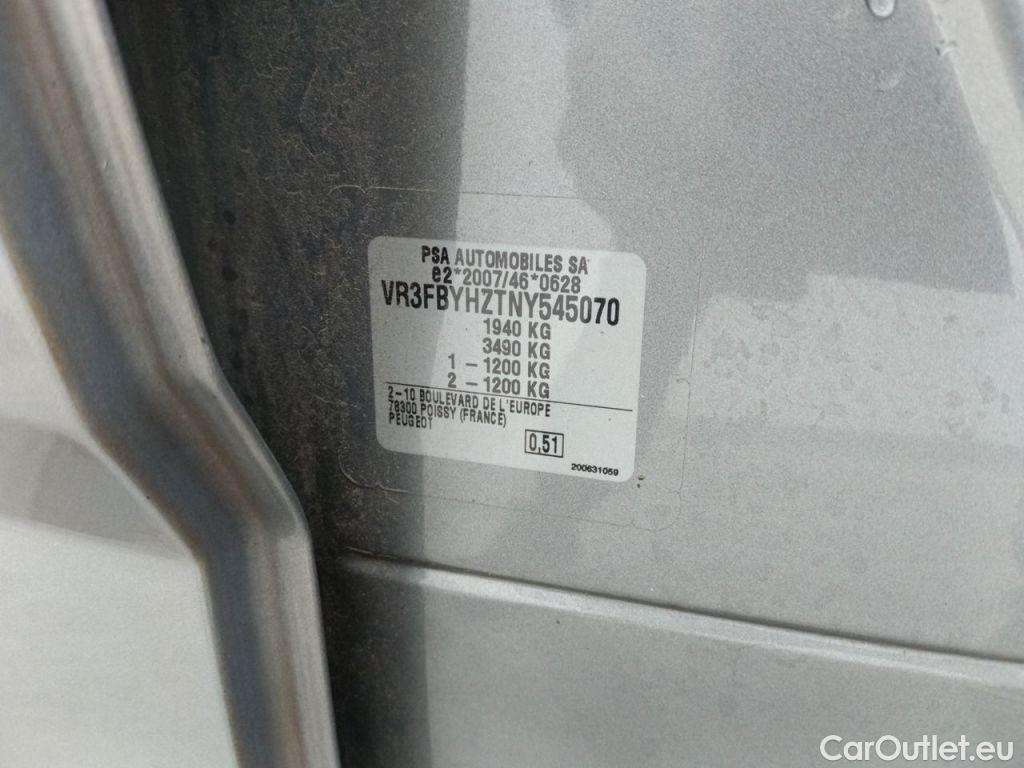 PSA AUTOMOBILES SA
e2*2007/46*0628
VR3FBYHZTNY545070
1940 KG
3490 KG
1 – 1200 KG
2 – 1200 KG
2–10 BOULEVARD DE L'EUROPE
78300 POISSY (FRANCE)
PEUGEOT
0,51
200631059
CarOutlet.eu